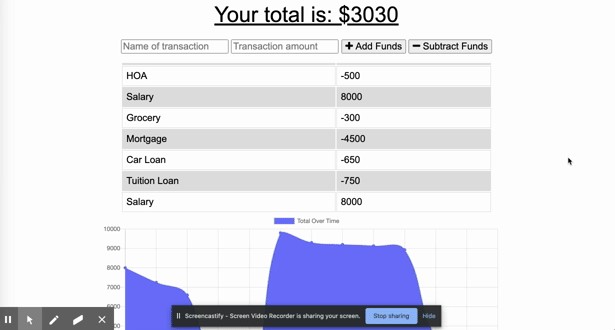 Your total is: $3030
Name of transaction Transaction amount + Add Funds − Subtract Funds
HOA -500
Salary 8000
Grocery -300
Mortgage -4500
Car Loan -650
Tuition Loan -750
Salary 8000
Total Over Time
10000
9000
8000
7000
6000
Screencastify - Screen Video Recorder is sharing your screen. Stop sharing Hide